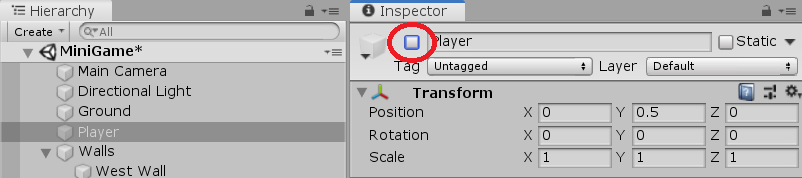 Hierarchy
Create All
MiniGame*
Main Camera
Directional Light
Ground
Player
Walls
West Wall
Inspector
Player Static
Tag Untagged Layer Default
Transform
Position X 0 Y 0.5 Z 0
Rotation X 0 Y 0 Z 0
Scale X 1 Y 1 Z 1